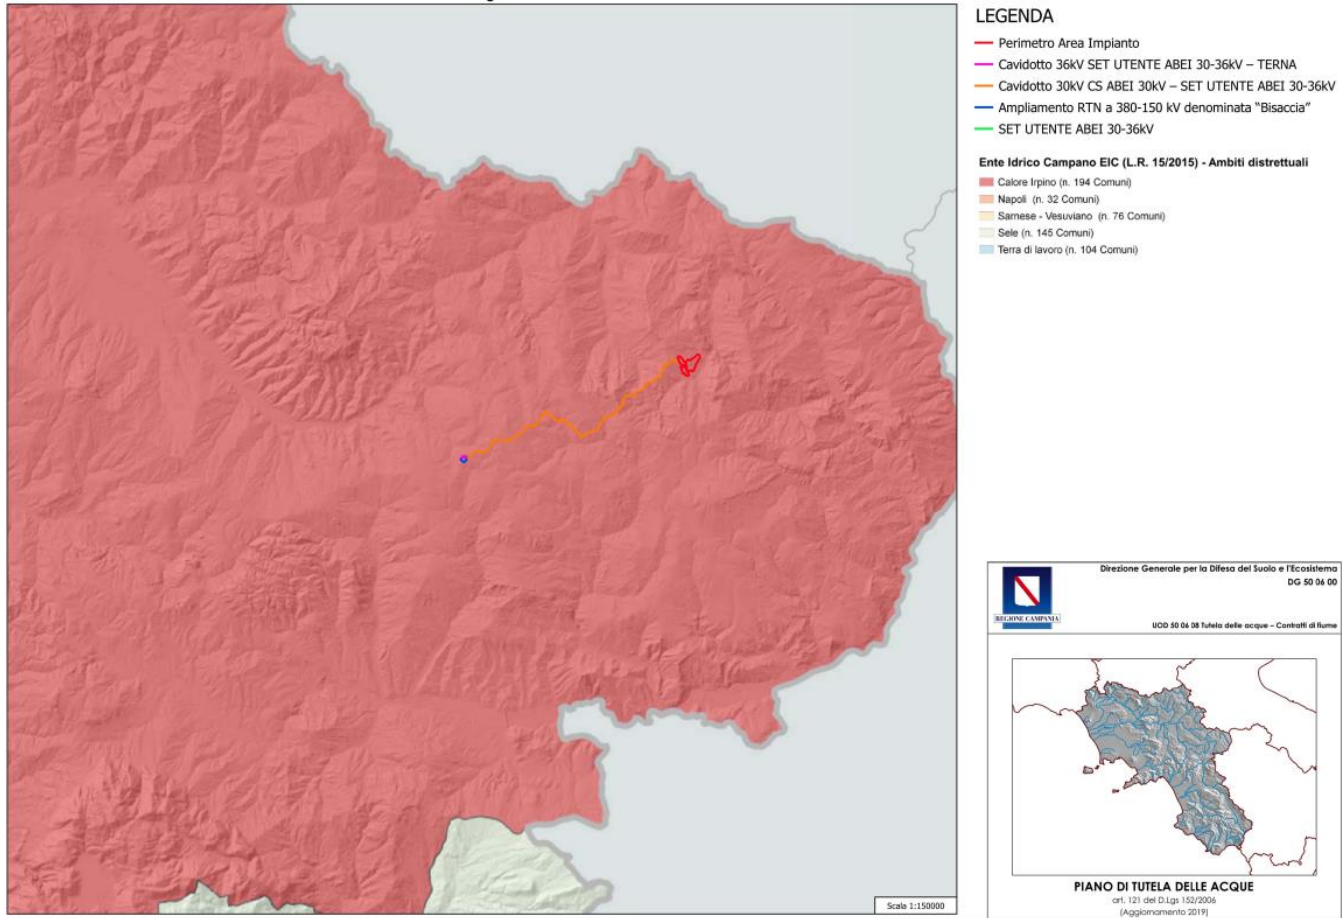 LEGENDA
Perimetro Area Impianto
Cavidotto 36kV SET UTENTE ABEI 30-36kV – TERNA
Cavidotto 30kV CS ABEI 30kV – SET UTENTE ABEI 30-36kV
Ampliamento RTN a 380-150 kV denominata "Bisaccia"
SET UTENTE ABEI 30-36kV
Ente Idrico Campano EIC (L.R. 15/2015) - Ambiti distrettuali
Calore Irpino (n. 194 Comuni)
Napoli (n. 32 Comuni)
Sarnese - Vesuviano (n. 76 Comuni)
Sele (n. 145 Comuni)
Terra di lavoro (n. 104 Comuni)
Direzione Generale per la Difesa del Suolo e l'Ecosistema
DG 50 06 00
REGIONE CAMPANIA
UOD 50 06 08 Tutela delle acque – Contratti di fiume
PIANO DI TUTELA DELLE ACQUE
art. 121 del D.Lgs 152/2006
(Aggiornamento 2019)
Scala 1:150000